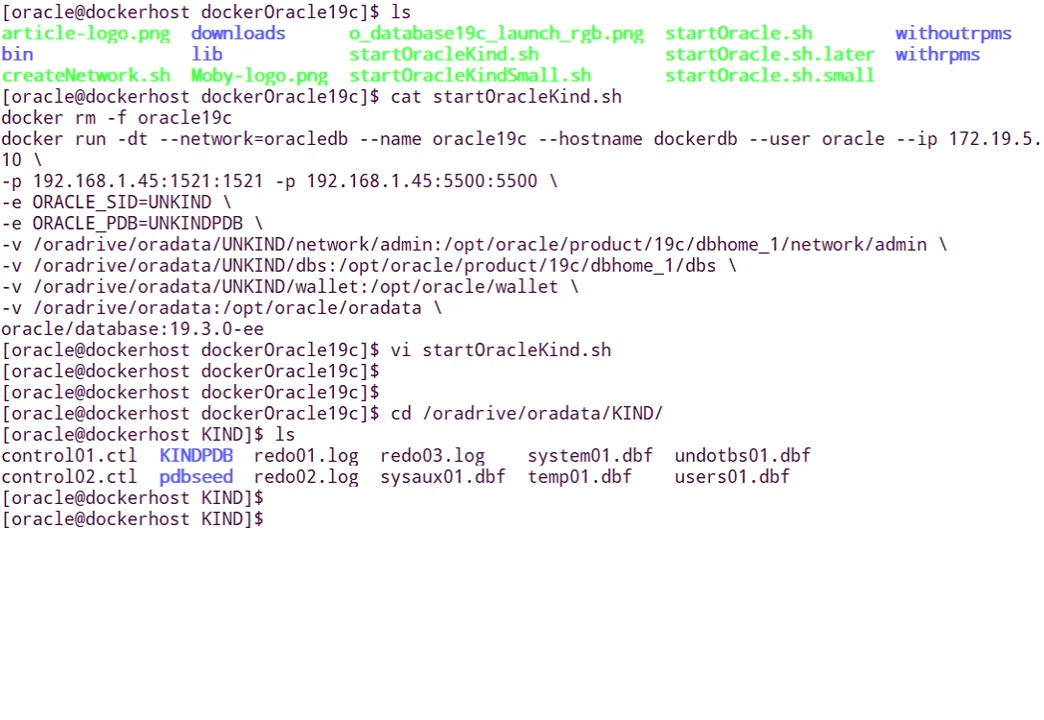 [oracle@dockerhost dockerOracle19c]$ ls
article-logo.png  downloads       o_database19c_launch_rgb.png  startOracle.sh        withoutrpms
bin               lib             startOracleKind.sh            startOracle.sh.later  withrpms
createNetwork.sh  Moby-logo.png  startOracleKindSmall.sh       startOracle.sh.small
[oracle@dockerhost dockerOracle19c]$ cat startOracleKind.sh
docker rm -f oracle19c
docker run -dt --network=oracledb --name oracle19c --hostname dockerdb --user oracle --ip 172.19.5.
10 \
-p 192.168.1.45:1521:1521 -p 192.168.1.45:5500:5500 \
-e ORACLE_SID=UNKIND \
-e ORACLE_PDB=UNKINDPDB \
-v /oradrive/oradata/UNKIND/network/admin:/opt/oracle/product/19c/dbhome_1/network/admin \
-v /oradrive/oradata/UNKIND/dbs:/opt/oracle/product/19c/dbhome_1/dbs \
-v /oradrive/oradata/UNKIND/wallet:/opt/oracle/wallet \
-v /oradrive/oradata:/opt/oracle/oradata \
oracle/database:19.3.0-ee
[oracle@dockerhost dockerOracle19c]$ vi startOracleKind.sh
[oracle@dockerhost dockerOracle19c]$
[oracle@dockerhost dockerOracle19c]$
[oracle@dockerhost dockerOracle19c]$ cd /oradrive/oradata/KIND/
[oracle@dockerhost KIND]$ ls
control01.ctl  KINDPDB  redo01.log  redo03.log    system01.dbf  undotbs01.dbf
control02.ctl  pdbseed  redo02.log  sysaux01.dbf  temp01.dbf    users01.dbf
[oracle@dockerhost KIND]$
[oracle@dockerhost KIND]$